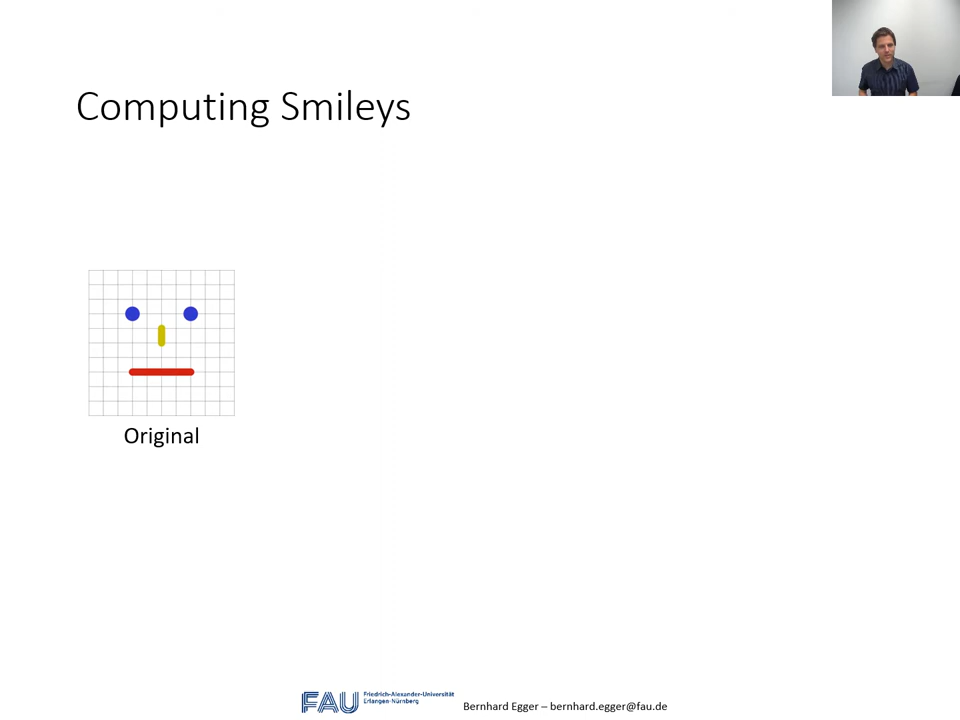 Computing Smileys
Original
FAU Friedrich-Alexander-Universität
Erlangen-Nürnberg
Bernhard Egger – bernhard.egger@fau.de